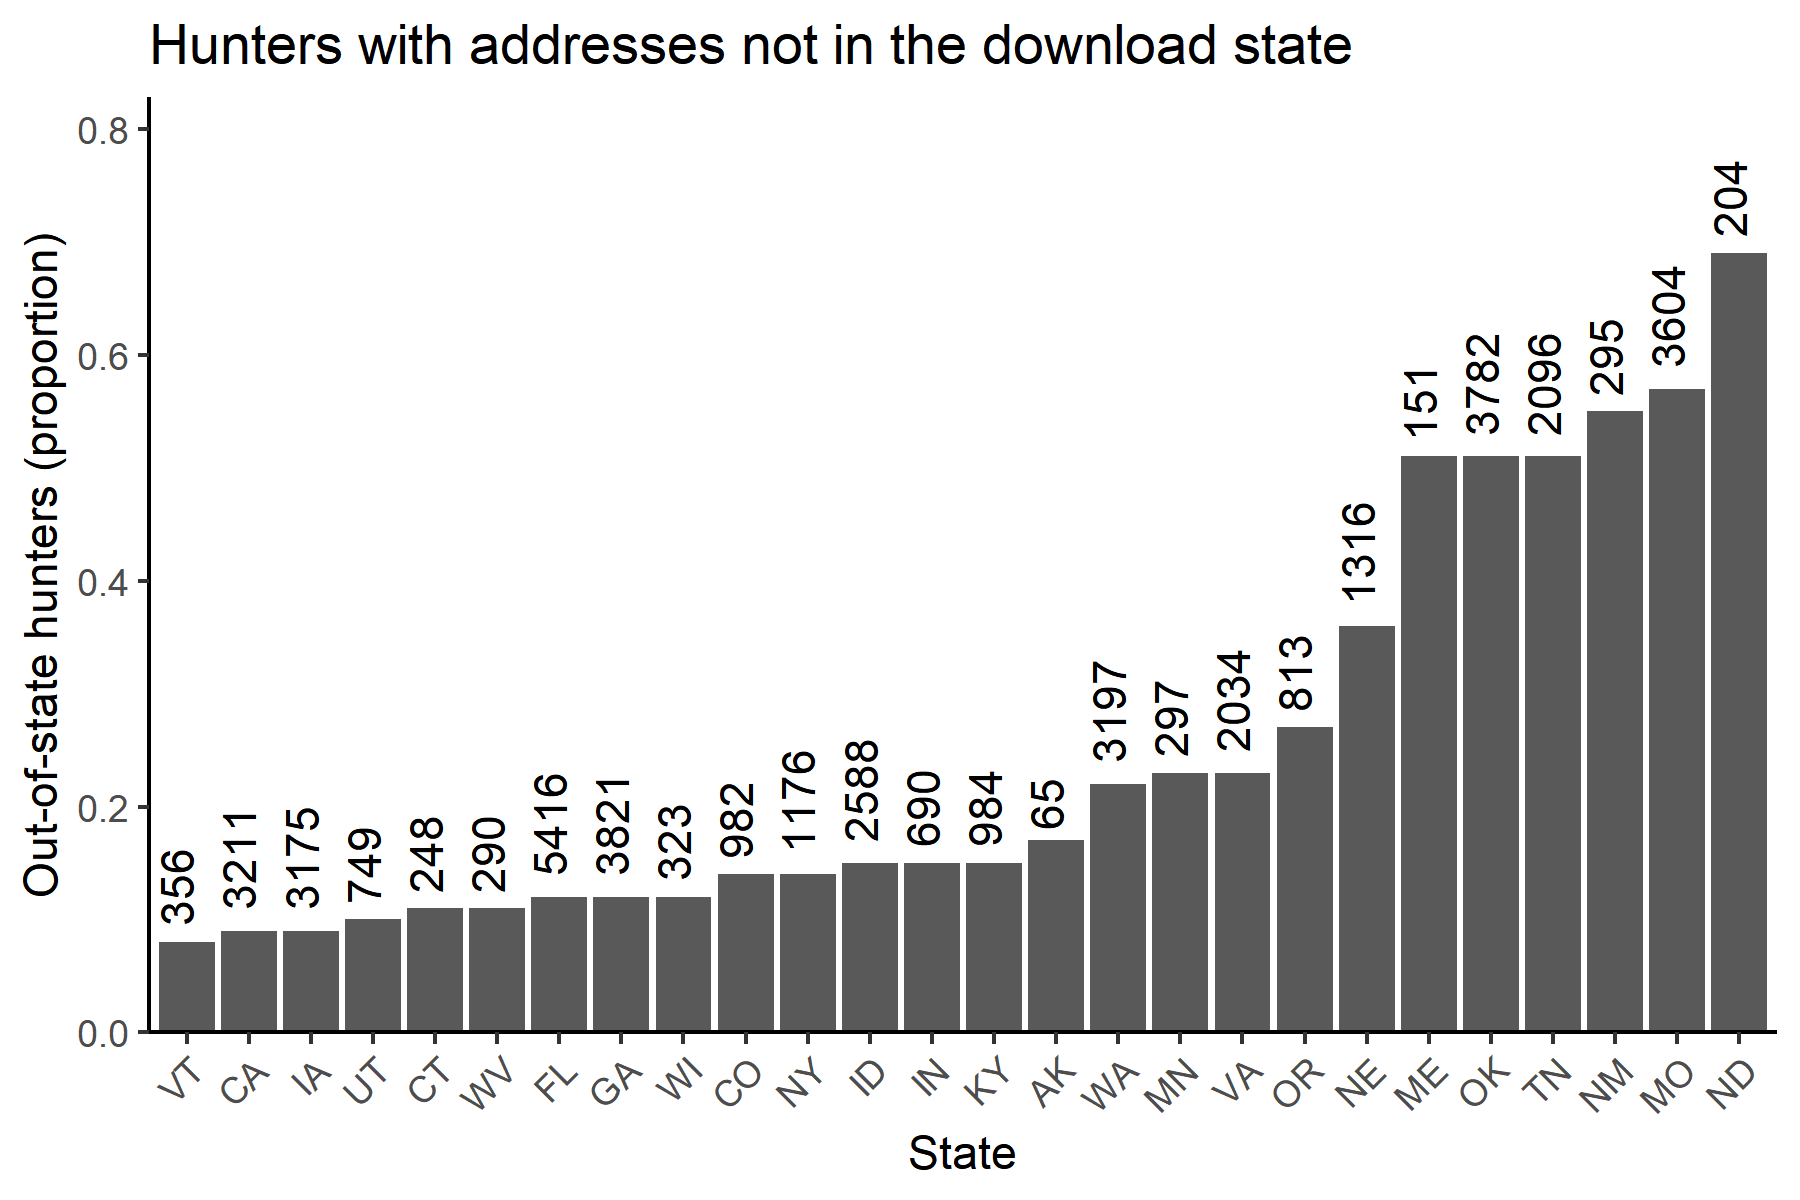 Hunters with addresses not in the download state
Out-of-state hunters (proportion)
0.8
0.6
0.4
0.2
0.0
356
3211
3175
749
248
290
5416
3821
323
982
1176
2588
690
984
65
3197
297
2034
813
1316
151
3782
2096
295
3604
204
VT
CA
IA
UT
CT
WV
FL
GA
WI
CO
NY
ID
IN
KY
AK
WA
MN
VA
OR
NE
ME
OK
TN
NM
MO
ND
State